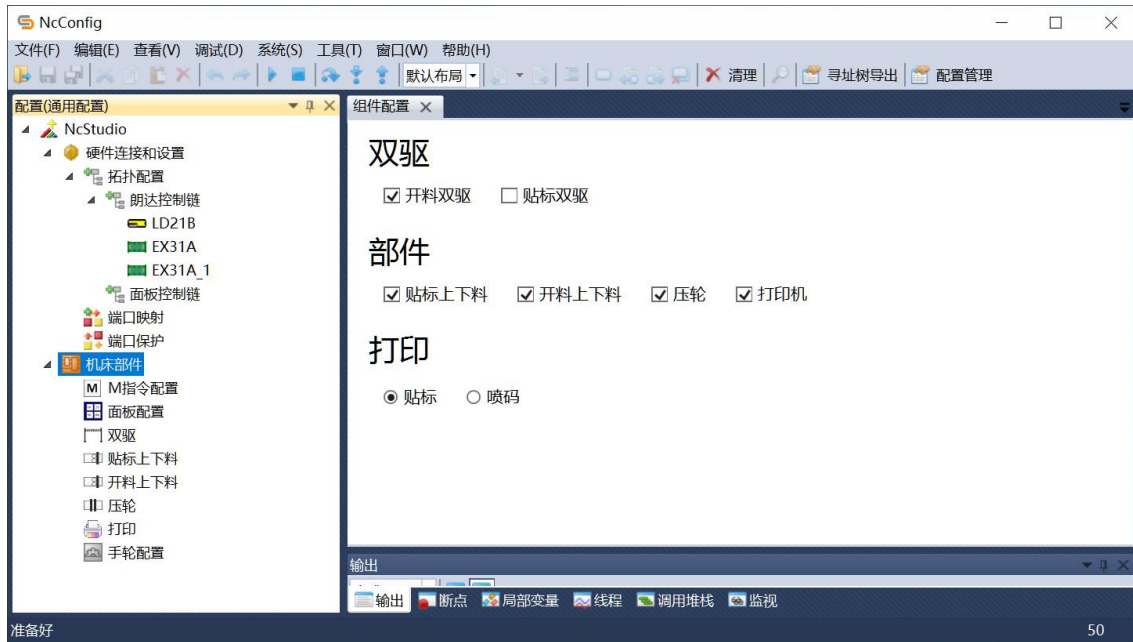 NcConfig
文件(F) 编辑(E) 查看(V) 调试(D) 系统(S) 工具(T) 窗口(W) 帮助(H)
默认布局 清理 寻址树导出 配置管理
配置(通用配置)
NcStudio
硬件连接和设置
拓扑配置
朗达控制链
LD21B
EX31A
EX31A_1
面板控制链
端口映射
端口保护
机床部件
M M指令配置
面板配置
双驱
贴标上下料
开料上下料
压轮
打印
手轮配置
组件配置
双驱
开料双驱 贴标双驱
部件
贴标上下料 开料上下料 压轮 打印机
打印
贴标 喷码
输出
输出 断点 局部变量 线程 调用堆栈 监视
准备好 50